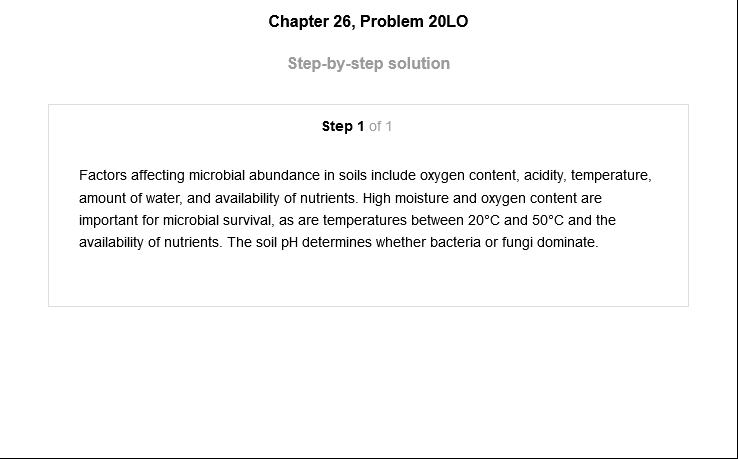 Chapter 26, Problem 20LO
Step-by-step solution
Step 1 of 1
Factors affecting microbial abundance in soils include oxygen content, acidity, temperature,
amount of water, and availability of nutrients. High moisture and oxygen content are
important for microbial survival, as are temperatures between 20°C and 50°C and the
availability of nutrients. The soil pH determines whether bacteria or fungi dominate.